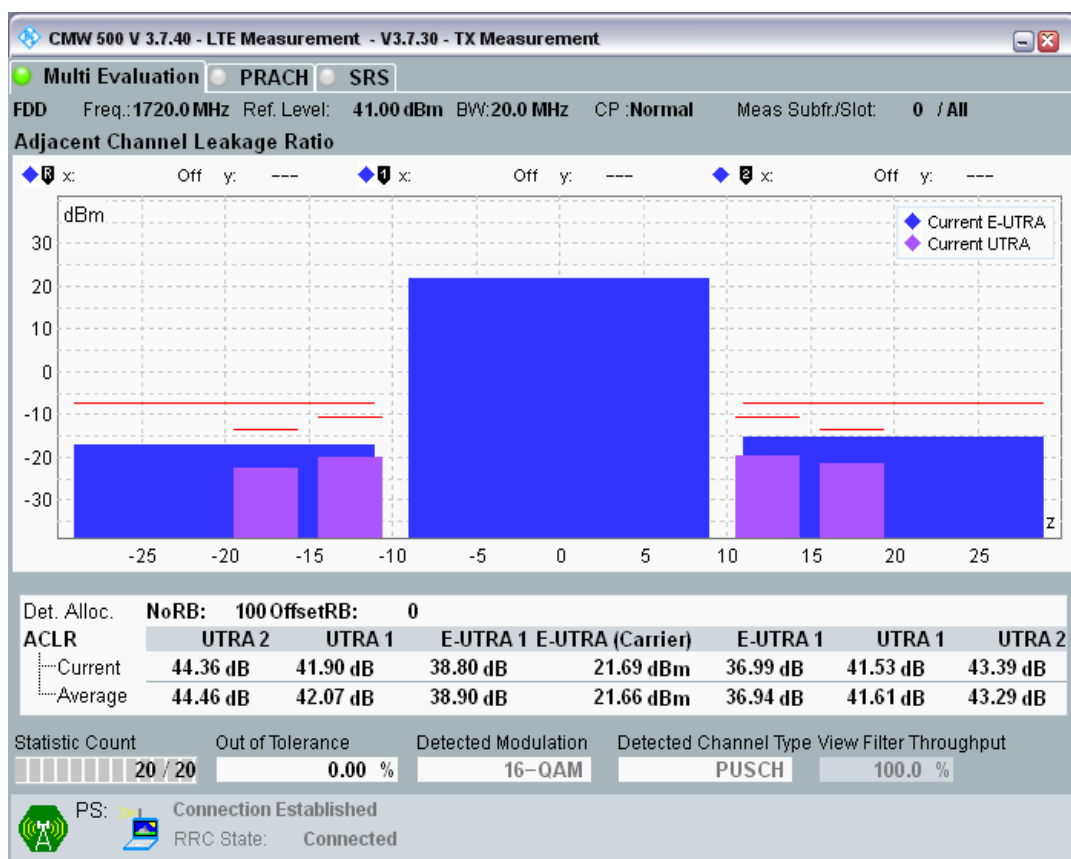 CMW 500 V 3.7.40 - LTE Measurement - V3.7.30 - TX Measurement
Multi Evaluation PRACH SRS
FDD Freq.: 1720.0 MHz Ref. Level: 41.00 dBm BW: 20.0 MHz CP : Normal Meas Subfr./Slot: 0 / All
Adjacent Channel Leakage Ratio
R x: Off y: --- 1 x: Off y: --- 2 x: Off y: ---
dBm
Current E-UTRA
Current UTRA
30
20
10
0
-10
-20
-30
z
-25 -20 -15 -10 -5 0 5 10 15 20 25
Det. Alloc. NoRB: 100 OffsetRB: 0
ACLR UTRA 2 UTRA 1 E-UTRA 1 E-UTRA (Carrier) E-UTRA 1 UTRA 1 UTRA 2
Current 44.36 dB 41.90 dB 38.80 dB 21.69 dBm 36.99 dB 41.53 dB 43.39 dB
Average 44.46 dB 42.07 dB 38.90 dB 21.66 dBm 36.94 dB 41.61 dB 43.29 dB
Statistic Count Out of Tolerance Detected Modulation Detected Channel Type View Filter Throughput
20 / 20 0.00 % 16-QAM PUSCH 100.0 %
PS: Connection Established
RRC State: Connected